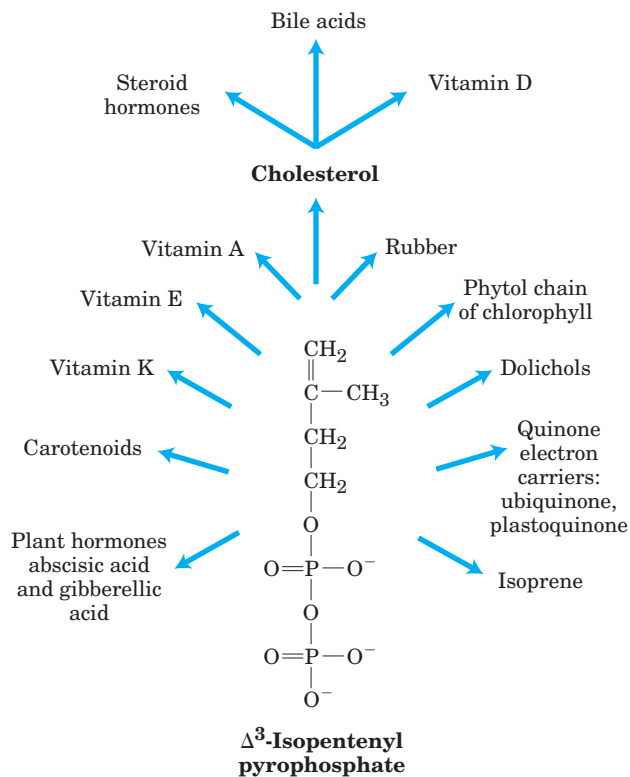 Bile acids
Steroid
hormones
Vitamin D
Cholesterol
Vitamin A
Rubber
Vitamin E
Phytol chain
of chlorophyll
Vitamin K
Dolichols
Carotenoids
Quinone
electron
carriers:
ubiquinone,
plastoquinone
Plant hormones
abscisic acid
and gibberellic
acid
Isoprene
CH₂
C—CH₃
CH₂
CH₂
O
O=P—O⁻
O
O=P—O⁻
O⁻
Δ³-Isopentenyl
pyrophosphate